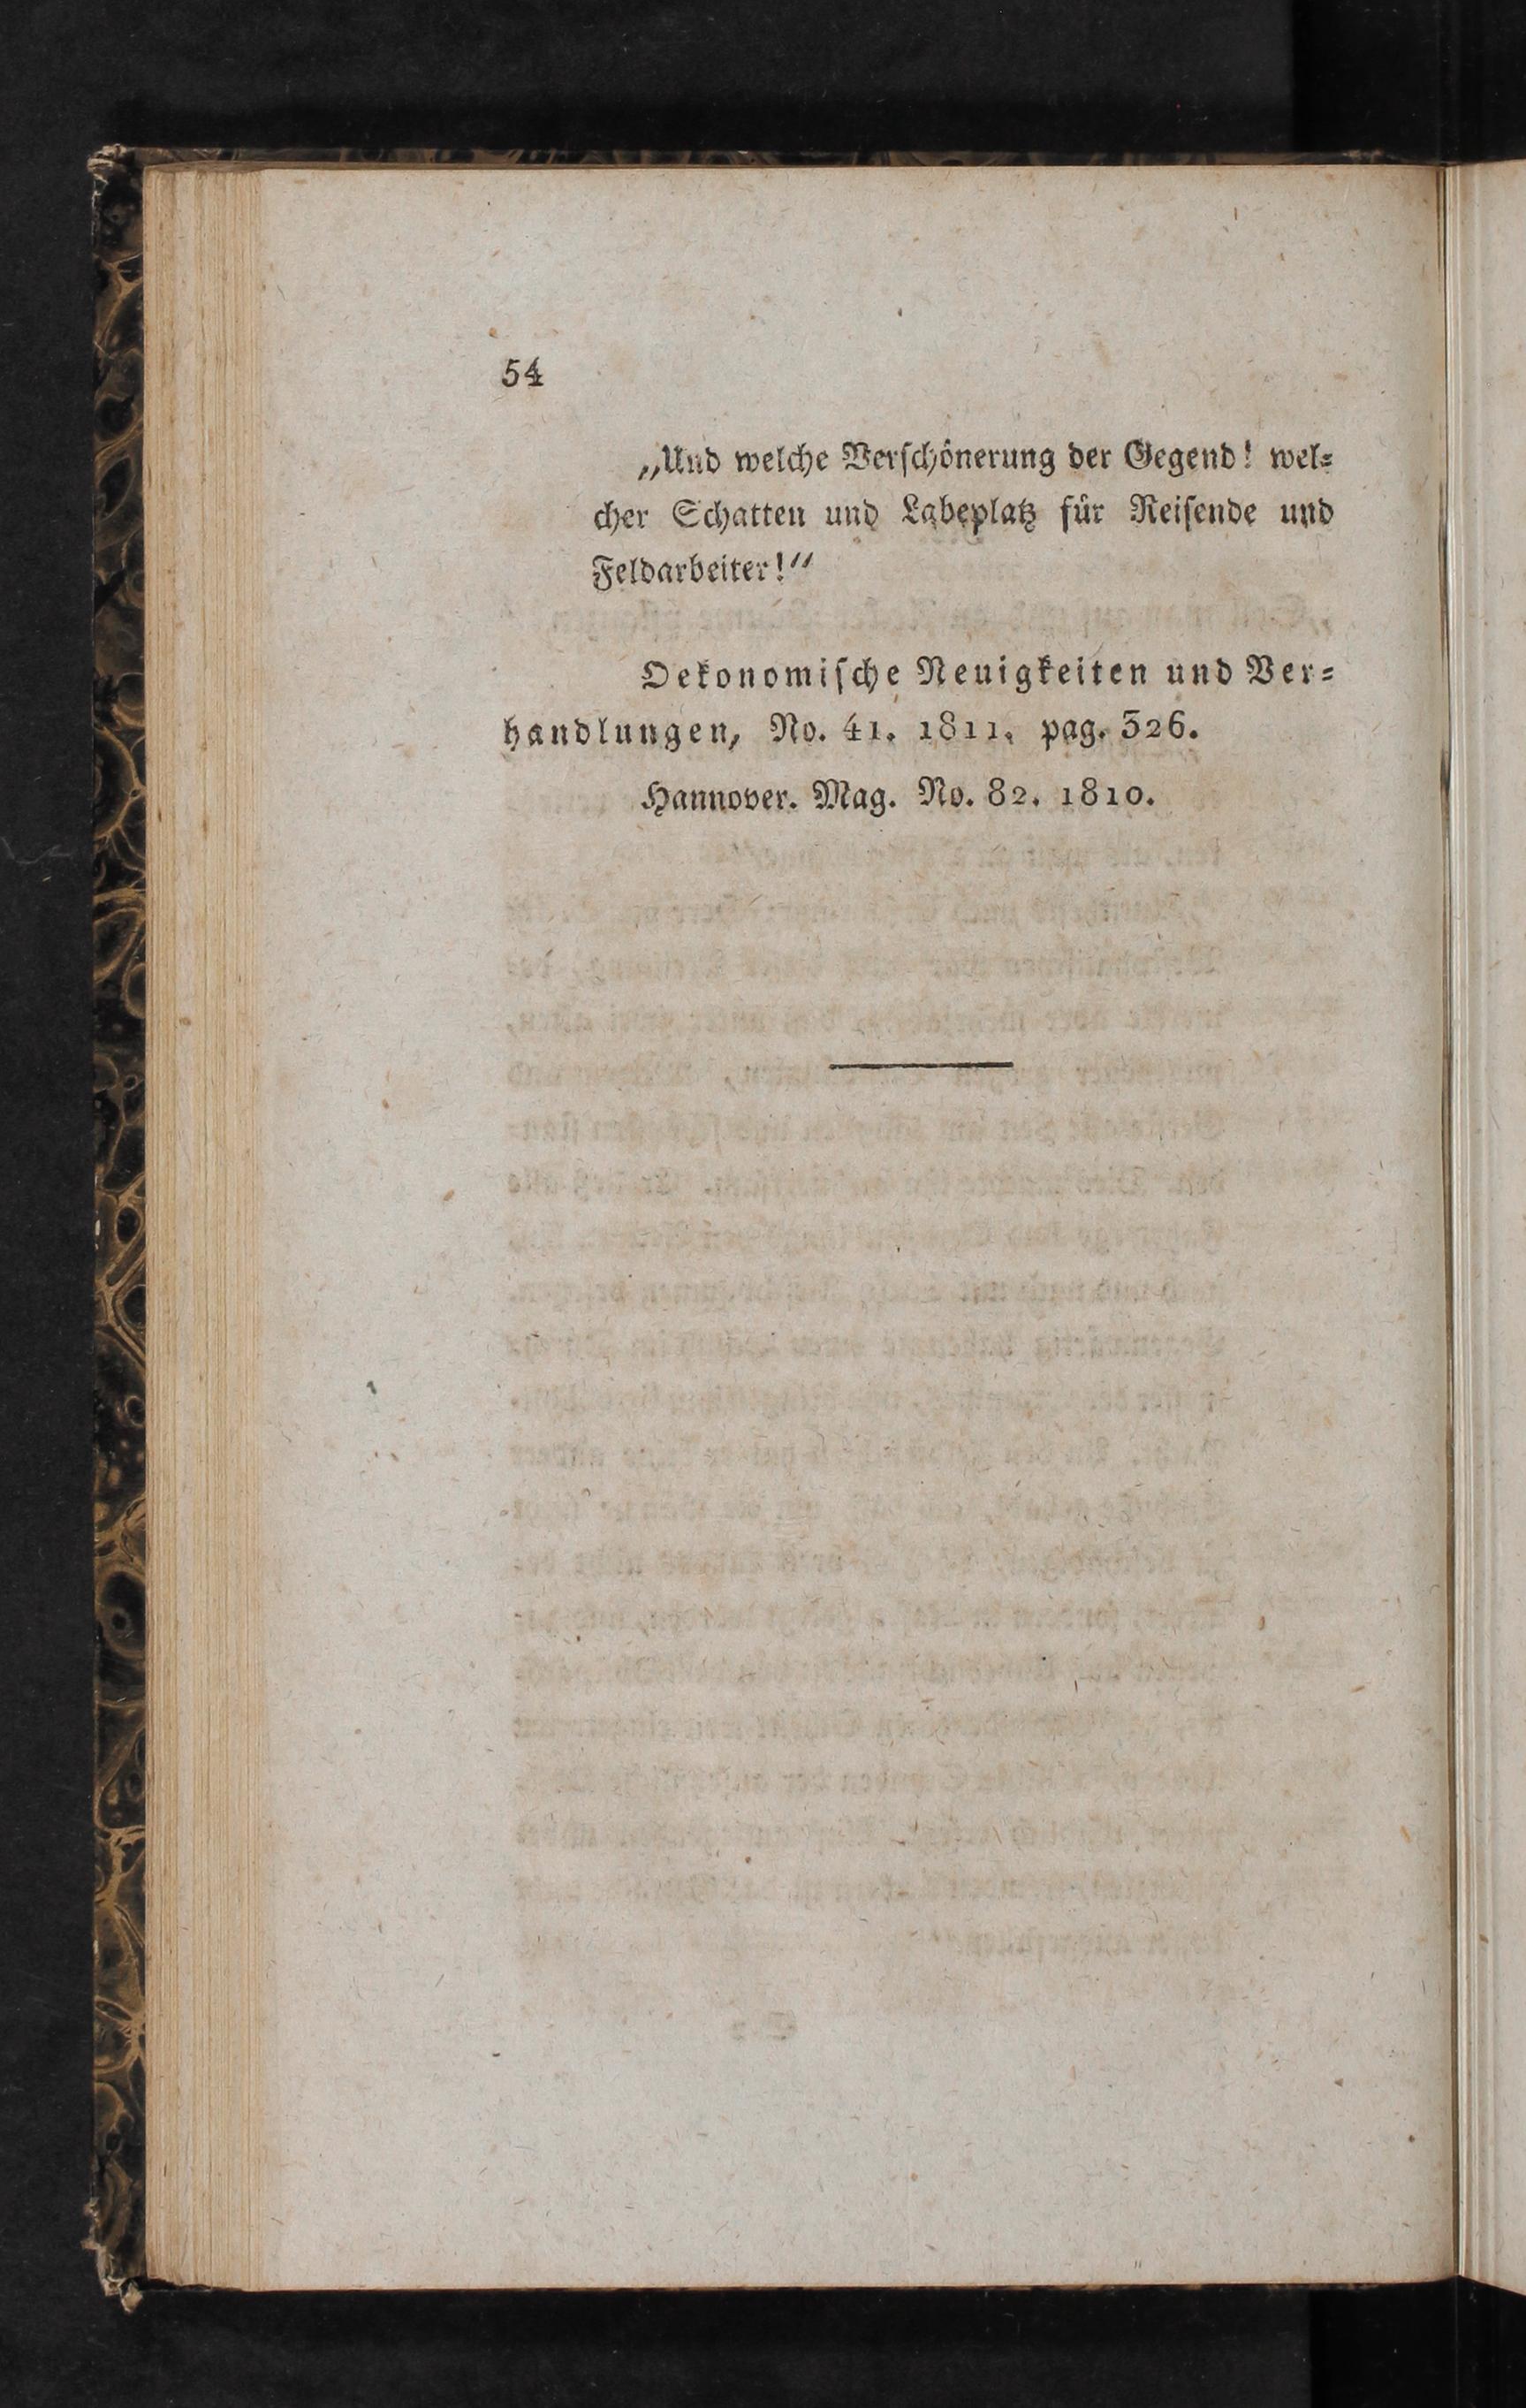 54
„Und welche Verschönerung der Gegend! wel=
cher Schatten und Labeplatz für Reisende und
Feldarbeiter!“
Oekonomische Neuigkeiten und Ver=
handlungen, No. 41. 1811. pag. 326.
Hannover. Mag. No. 82. 1810.